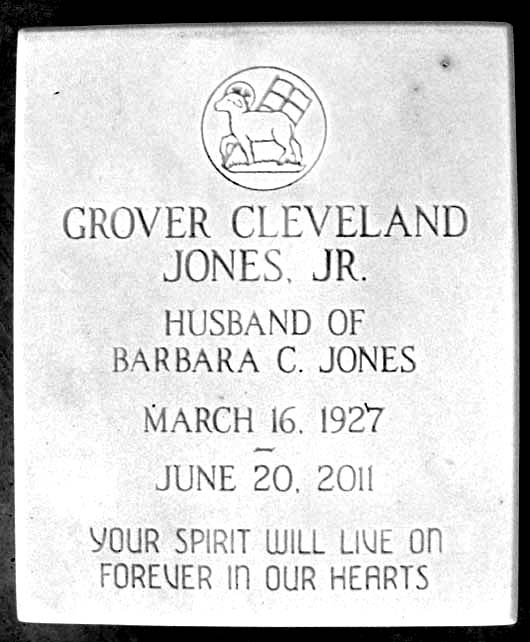 GROVER CLEVELAND
JONES, JR.
HUSBAND OF
BARBARA C. JONES
MARCH 16, 1927
–
JUNE 20, 2011
YOUR SPIRIT WILL LIVE ON
FOREVER IN OUR HEARTS